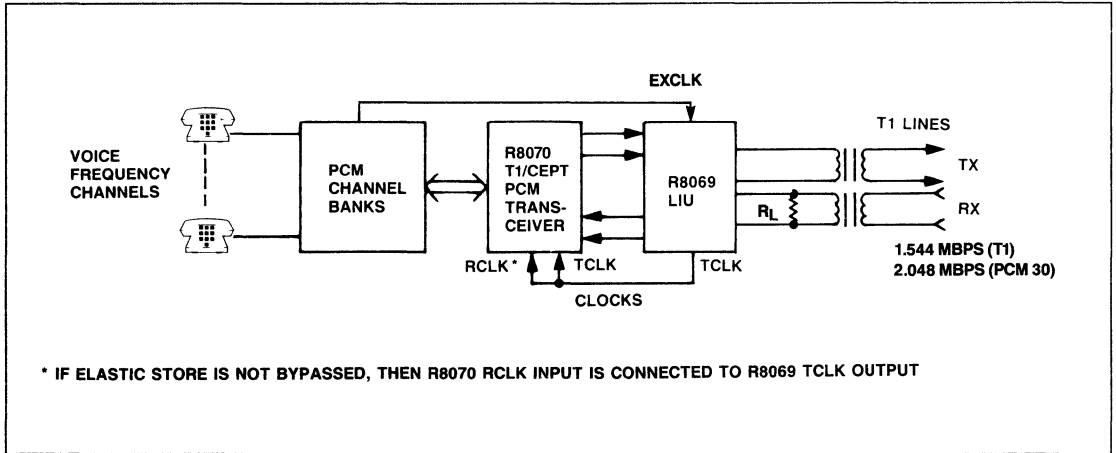 EXCLK
VOICE
FREQUENCY
CHANNELS
PCM
CHANNEL
BANKS
R8070
T1/CEPT
PCM
TRANS-
CEIVER
R8069
LIU
T1 LINES
TX
RL
RX
1.544 MBPS (T1)
2.048 MBPS (PCM 30)
RCLK *
TCLK
TCLK
CLOCKS
* IF ELASTIC STORE IS NOT BYPASSED, THEN R8070 RCLK INPUT IS CONNECTED TO R8069 TCLK OUTPUT